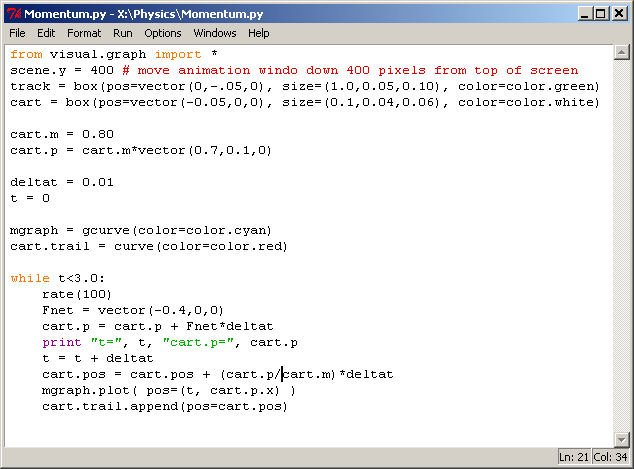 Momentum.py - X:\Physics\Momentum.py
File Edit Format Run Options Windows Help
from visual.graph import *
scene.y = 400 # move animation windo down 400 pixels from top of screen
track = box(pos=vector(0,-.05,0), size=(1.0,0.05,0.10), color=color.green)
cart = box(pos=vector(-0.05,0,0), size=(0.1,0.04,0.06), color=color.white)
cart.m = 0.80
cart.p = cart.m*vector(0.7,0.1,0)
deltat = 0.01
t = 0
mgraph = gcurve(color=color.cyan)
cart.trail = curve(color=color.red)
while t<3.0:
    rate(100)
    Fnet = vector(-0.4,0,0)
    cart.p = cart.p + Fnet*deltat
    print "t=", t, "cart.p=", cart.p
    t = t + deltat
    cart.pos = cart.pos + (cart.p/cart.m)*deltat
    mgraph.plot( pos=(t, cart.p.x) )
    cart.trail.append(pos=cart.pos)
Ln: 21 Col: 34